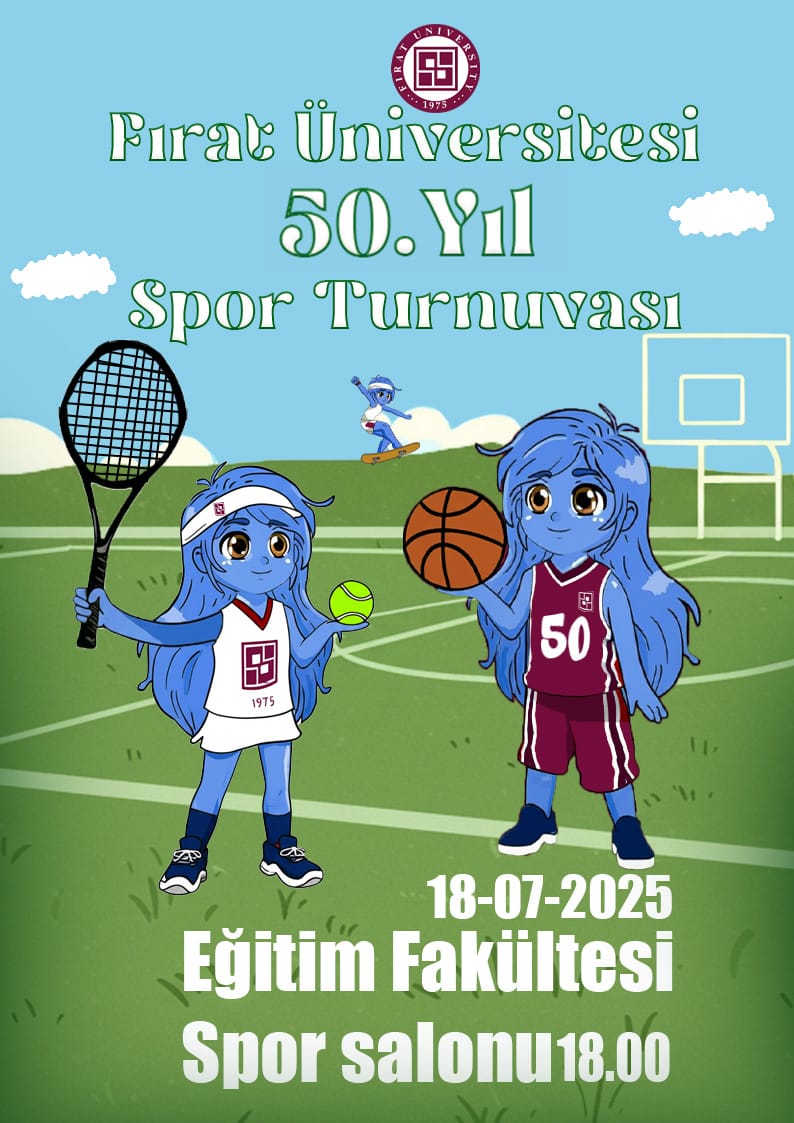 FIRAT UNIVERSITY
1975
Fırat Üniversitesi
50.Yıl
Spor Turnuvası
50
1975
18-07-2025
Eğitim Fakültesi
Spor salonu 18.00